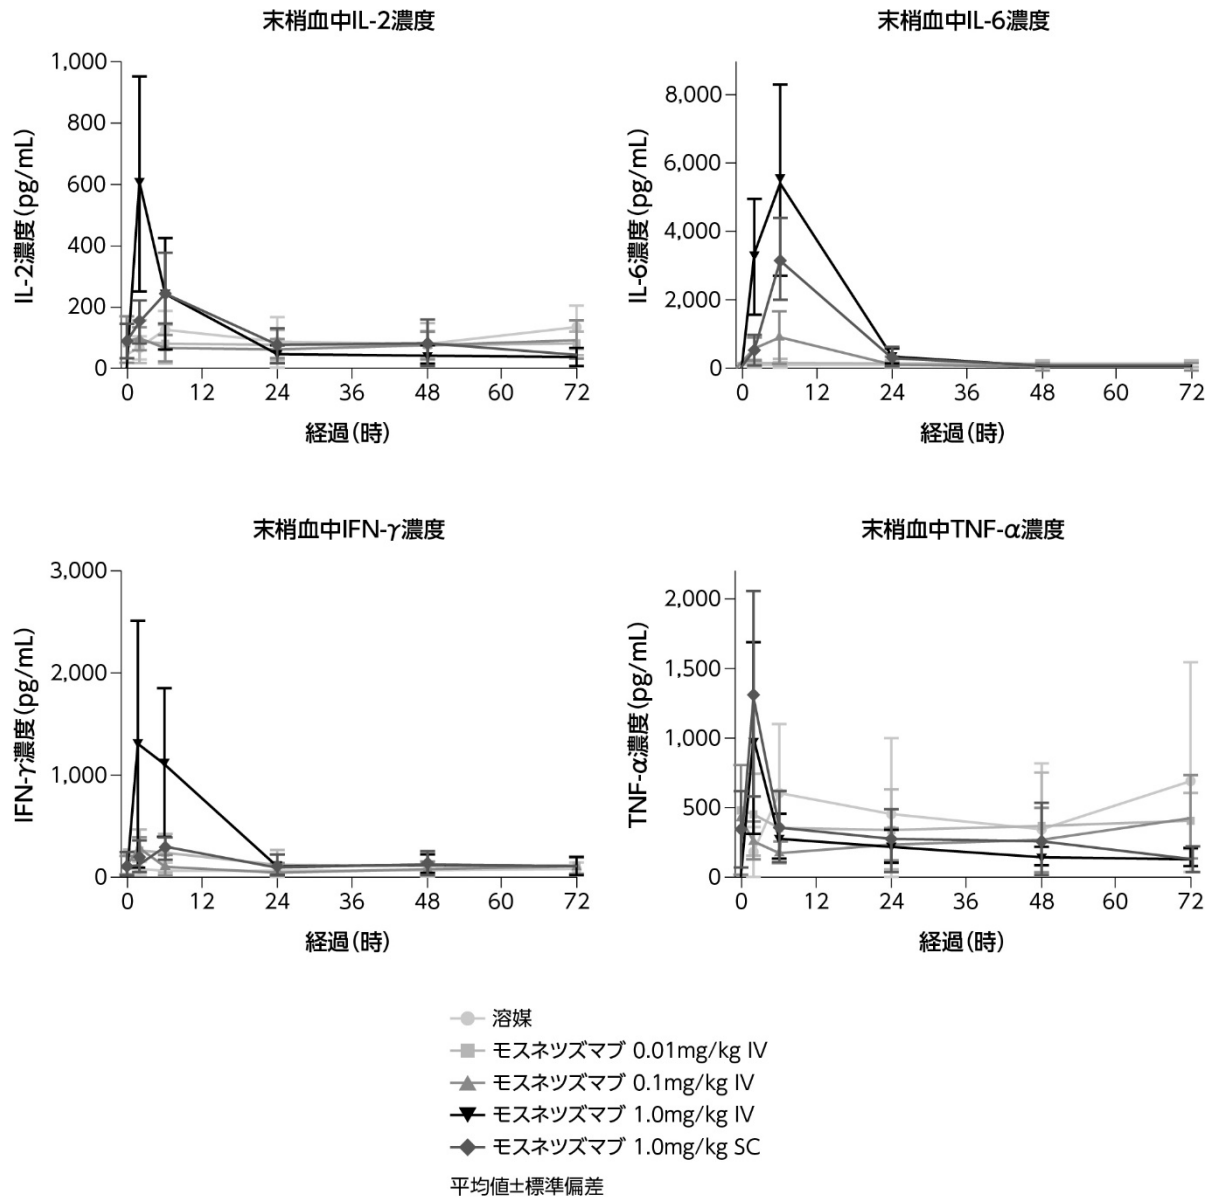 末梢血中IL-2濃度
1,000
800
600
400
200
0
IL-2濃度(pg/mL)
0 12 24 36 48 60 72
経過(時)
末梢血中IL-6濃度
8,000
6,000
4,000
2,000
0
IL-6濃度(pg/mL)
0 12 24 36 48 60 72
経過(時)
末梢血中IFN-γ濃度
3,000
2,000
1,000
0
IFN-γ濃度(pg/mL)
0 12 24 36 48 60 72
経過(時)
末梢血中TNF-α濃度
2,000
1,500
1,000
500
0
TNF-α濃度(pg/mL)
0 12 24 36 48 60 72
経過(時)
溶媒
モスネツズマブ 0.01mg/kg IV
モスネツズマブ 0.1mg/kg IV
モスネツズマブ 1.0mg/kg IV
モスネツズマブ 1.0mg/kg SC
平均値±標準偏差